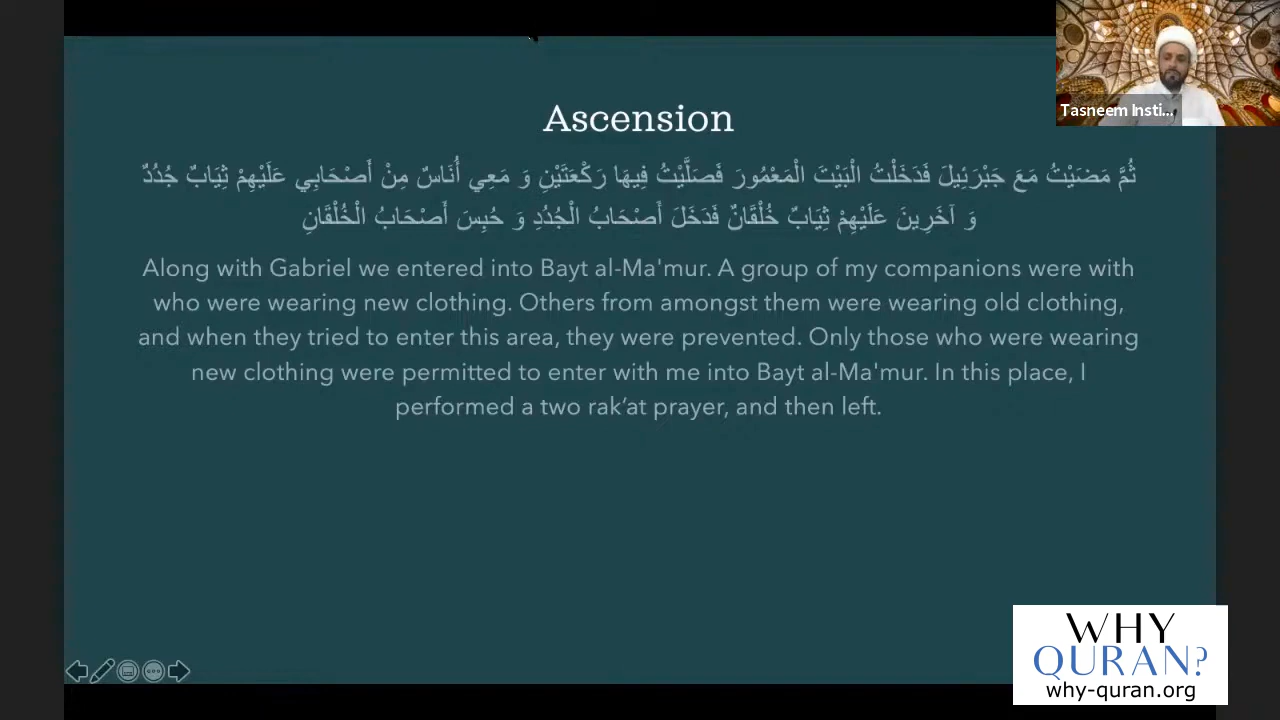 Ascension
ثُمَّ مَضَيْتُ مَعَ جَبْرَئِيلَ فَدَخَلْتُ الْبَيْتَ الْمَعْمُورَ فَصَلَّيْتُ فِيهَا رَكْعَتَيْنِ وَ مَعِي أُنَاسٌ مِنْ أَصْحَابِي عَلَيْهِمْ ثِيَابٌ جُدُدٌ
وَ آخَرِينَ عَلَيْهِمْ ثِيَابٌ خُلْقَانٌ فَدَخَلَ أَصْحَابُ الْجُدُدِ وَ حُبِسَ أَصْحَابُ الْخُلْقَانِ
Along with Gabriel we entered into Bayt al-Ma'mur. A group of my companions were with
who were wearing new clothing. Others from amongst them were wearing old clothing,
and when they tried to enter this area, they were prevented. Only those who were wearing
new clothing were permitted to enter with me into Bayt al-Ma'mur. In this place, I
performed a two rak‘at prayer, and then left.
Tasneem Insti...
WHY
QURAN?
why-quran.org